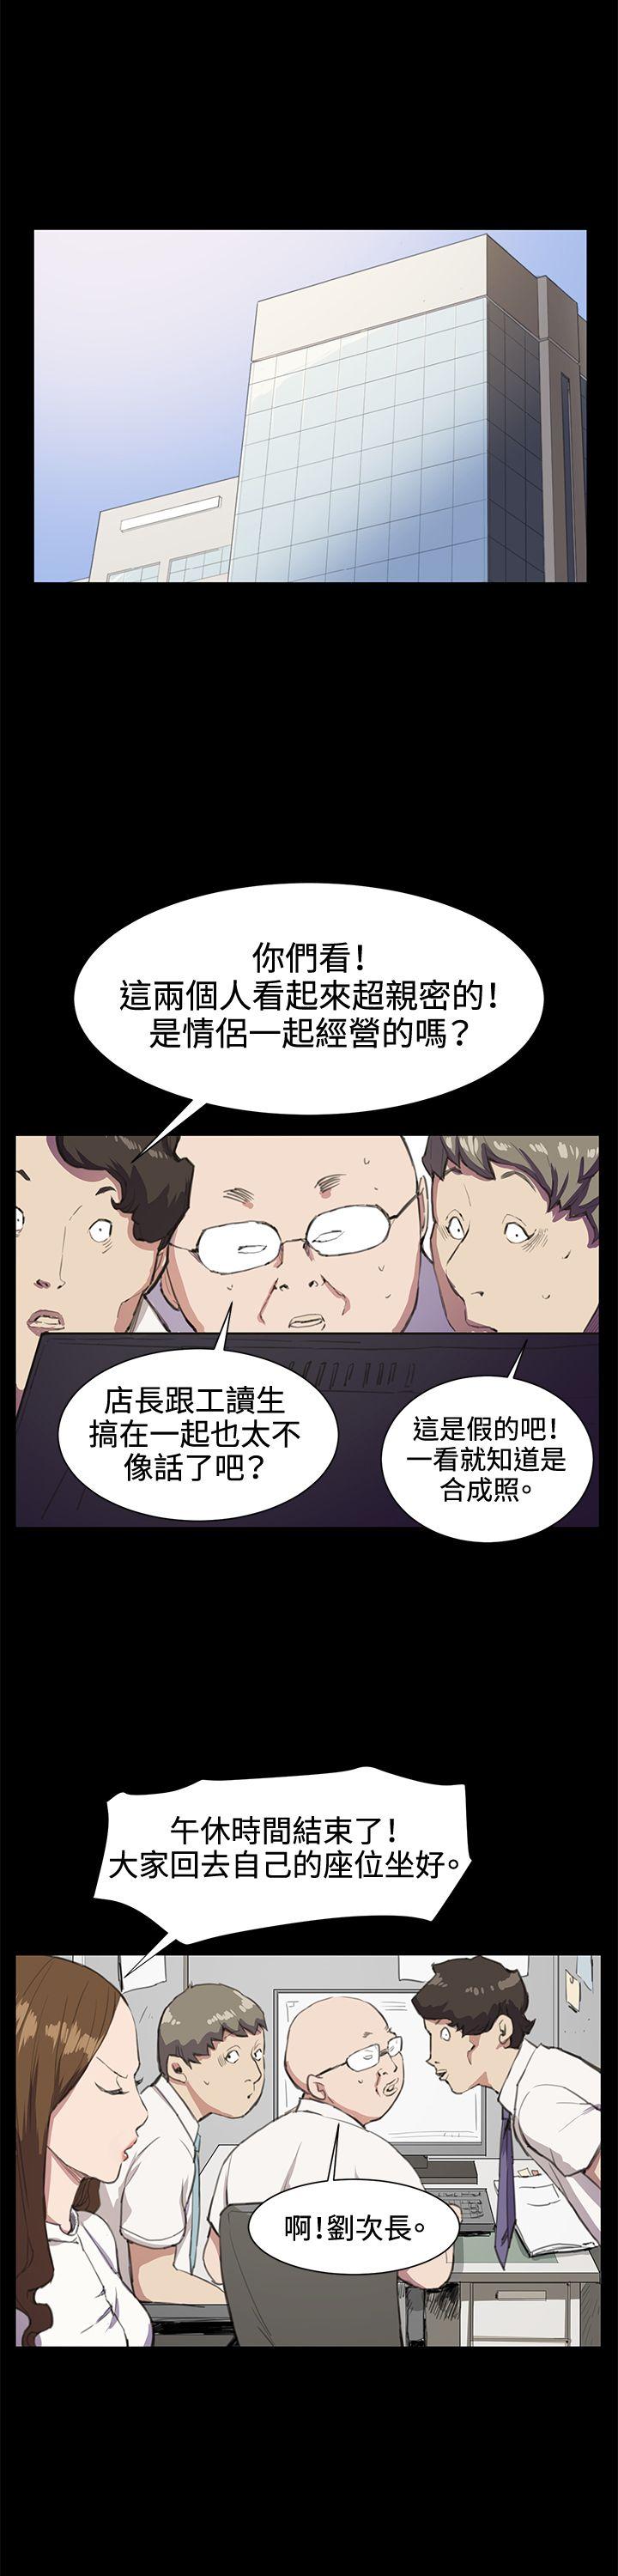 你們看！
這兩個人看起來超親密的！
是情侶一起經營的嗎？
店長跟工讀生
搞在一起也太不
像話了吧？
這是假的吧！
一看就知道是
合成照。
午休時間結束了！
大家回去自己的座位坐好。
啊！劉次長。